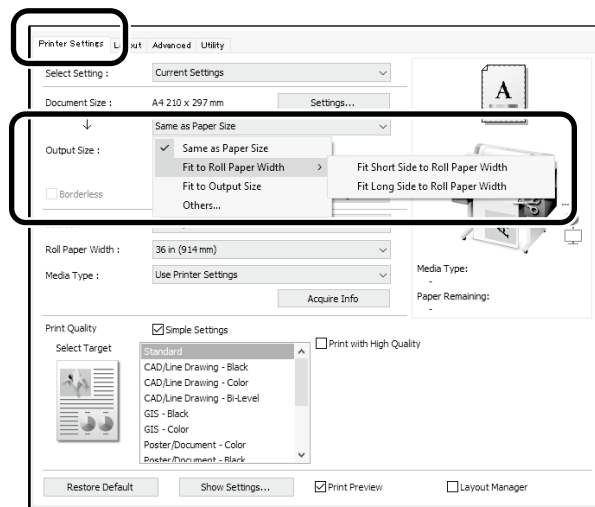 Printer Settings Layout Advanced Utility
Select Setting : Current Settings
Document Size : A4 210 x 297 mm Settings...
Same as Paper Size
Output Size : Same as Paper Size
Fit to Roll Paper Width Fit Short Side to Roll Paper Width
Fit to Output Size Fit Long Side to Roll Paper Width
Borderless Others...
Roll Paper Width : 36 in (914 mm)
Media Type : Use Printer Settings
Acquire Info
Media Type:
-
Paper Remaining:
-
Print Quality Simple Settings
Select Target
Standard
CAD/Line Drawing - Black
CAD/Line Drawing - Color
CAD/Line Drawing - Bi-Level
GIS - Black
GIS - Color
Poster/Document - Color
Poster/Document - Black
Print with High Quality
Restore Default Show Settings... Print Preview Layout Manager
A